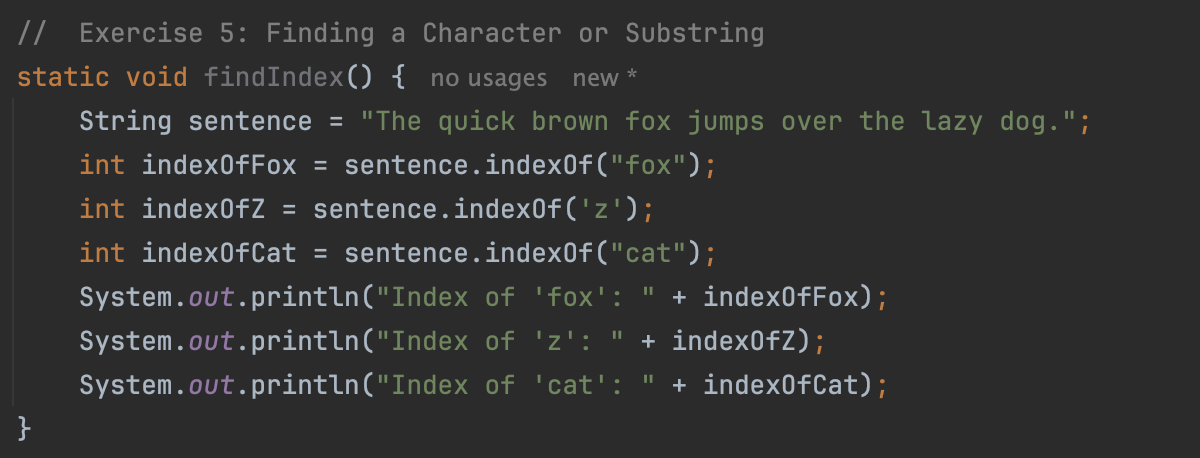 //  Exercise 5: Finding a Character or Substring
static void findIndex() {  no usages  new *
    String sentence = "The quick brown fox jumps over the lazy dog.";
    int indexOfFox = sentence.indexOf("fox");
    int indexOfZ = sentence.indexOf('z');
    int indexOfCat = sentence.indexOf("cat");
    System.out.println("Index of 'fox': " + indexOfFox);
    System.out.println("Index of 'z': " + indexOfZ);
    System.out.println("Index of 'cat': " + indexOfCat);
}